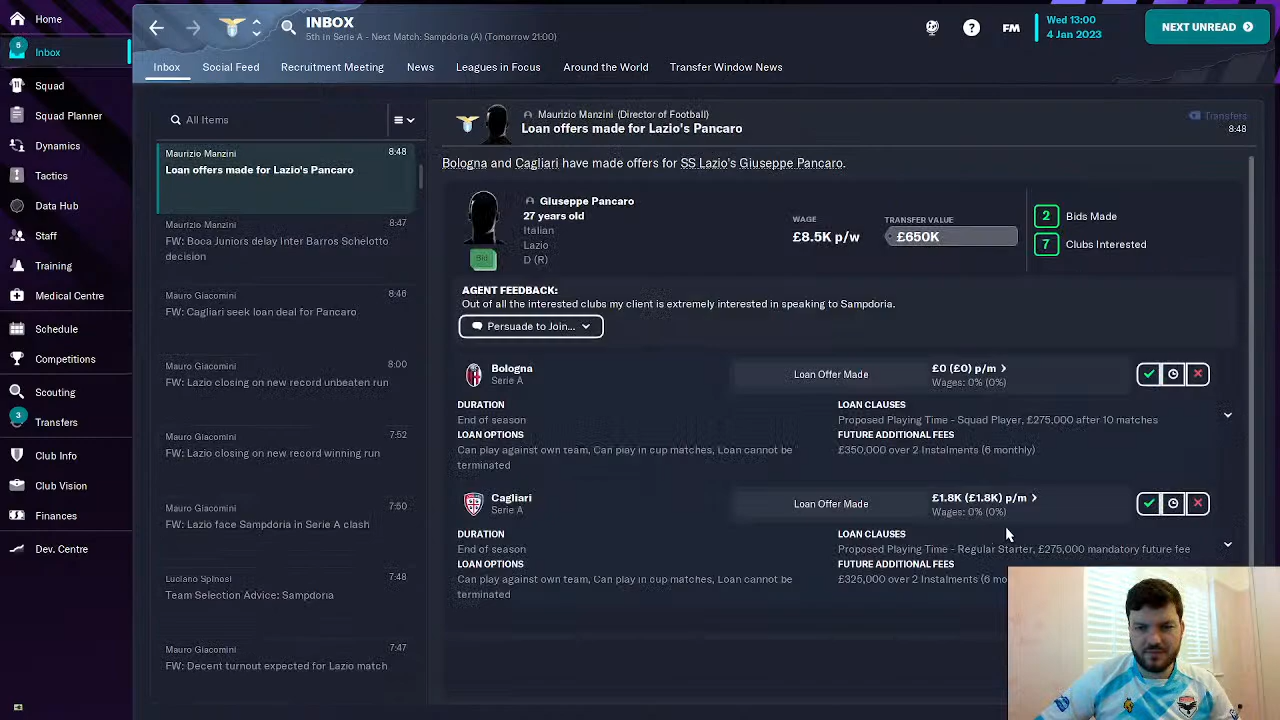 Home
5
Inbox
Squad
Squad Planner
Dynamics
Tactics
Data Hub
Staff
Training
Medical Centre
Schedule
Competitions
Scouting
3
Transfers
Club Info
Club Vision
Finances
Dev. Centre
INBOX
5th in Serie A - Next Match: Sampdoria (A) (Tomorrow 21:00)
?
FM
Wed 13:00
4 Jan 2023
NEXT UNREAD
Inbox
Social Feed
Recruitment Meeting
News
Leagues in Focus
Around the World
Transfer Window News
All Items
Maurizio Manzini 8:48
Loan offers made for Lazio's Pancaro
Maurizio Manzini 8:47
FW: Boca Juniors delay Inter Barros Schelotto
decision
Mauro Giacomini 8:46
FW: Cagliari seek loan deal for Pancaro
Mauro Giacomini 8:00
FW: Lazio closing on new record unbeaten run
Mauro Giacomini 7:52
FW: Lazio closing on new record winning run
Mauro Giacomini 7:50
FW: Lazio face Sampdoria in Serie A clash
Luciano Spinosi 7:48
Team Selection Advice: Sampdoria
Mauro Giacomini 7:47
FW: Decent turnout expected for Lazio match
Maurizio Manzini (Director of Football)
Loan offers made for Lazio's Pancaro
Transfers
8:48
Bologna and Cagliari have made offers for SS Lazio's Giuseppe Pancaro.
Giuseppe Pancaro
27 years old
Italian
Lazio
D (R)
Bid
WAGE
£8.5K p/w
TRANSFER VALUE
£650K
2 Bids Made
7 Clubs Interested
AGENT FEEDBACK:
Out of all the interested clubs my client is extremely interested in speaking to Sampdoria.
Persuade to Join...
Bologna
Serie A
Loan Offer Made
£0 (£0) p/m
Wages: 0% (0%)
DURATION
End of season
LOAN OPTIONS
Can play against own team, Can play in cup matches, Loan cannot be
terminated
LOAN CLAUSES
Proposed Playing Time - Squad Player, £275,000 after 10 matches
FUTURE ADDITIONAL FEES
£350,000 over 2 Instalments (6 monthly)
Cagliari
Serie A
Loan Offer Made
£1.8K (£1.8K) p/m
Wages: 0% (0%)
DURATION
End of season
LOAN OPTIONS
Can play against own team, Can play in cup matches, Loan cannot be
terminated
LOAN CLAUSES
Proposed Playing Time - Regular Starter, £275,000 mandatory future fee
FUTURE ADDITIONAL FEES
£325,000 over 2 Instalments (6 mo